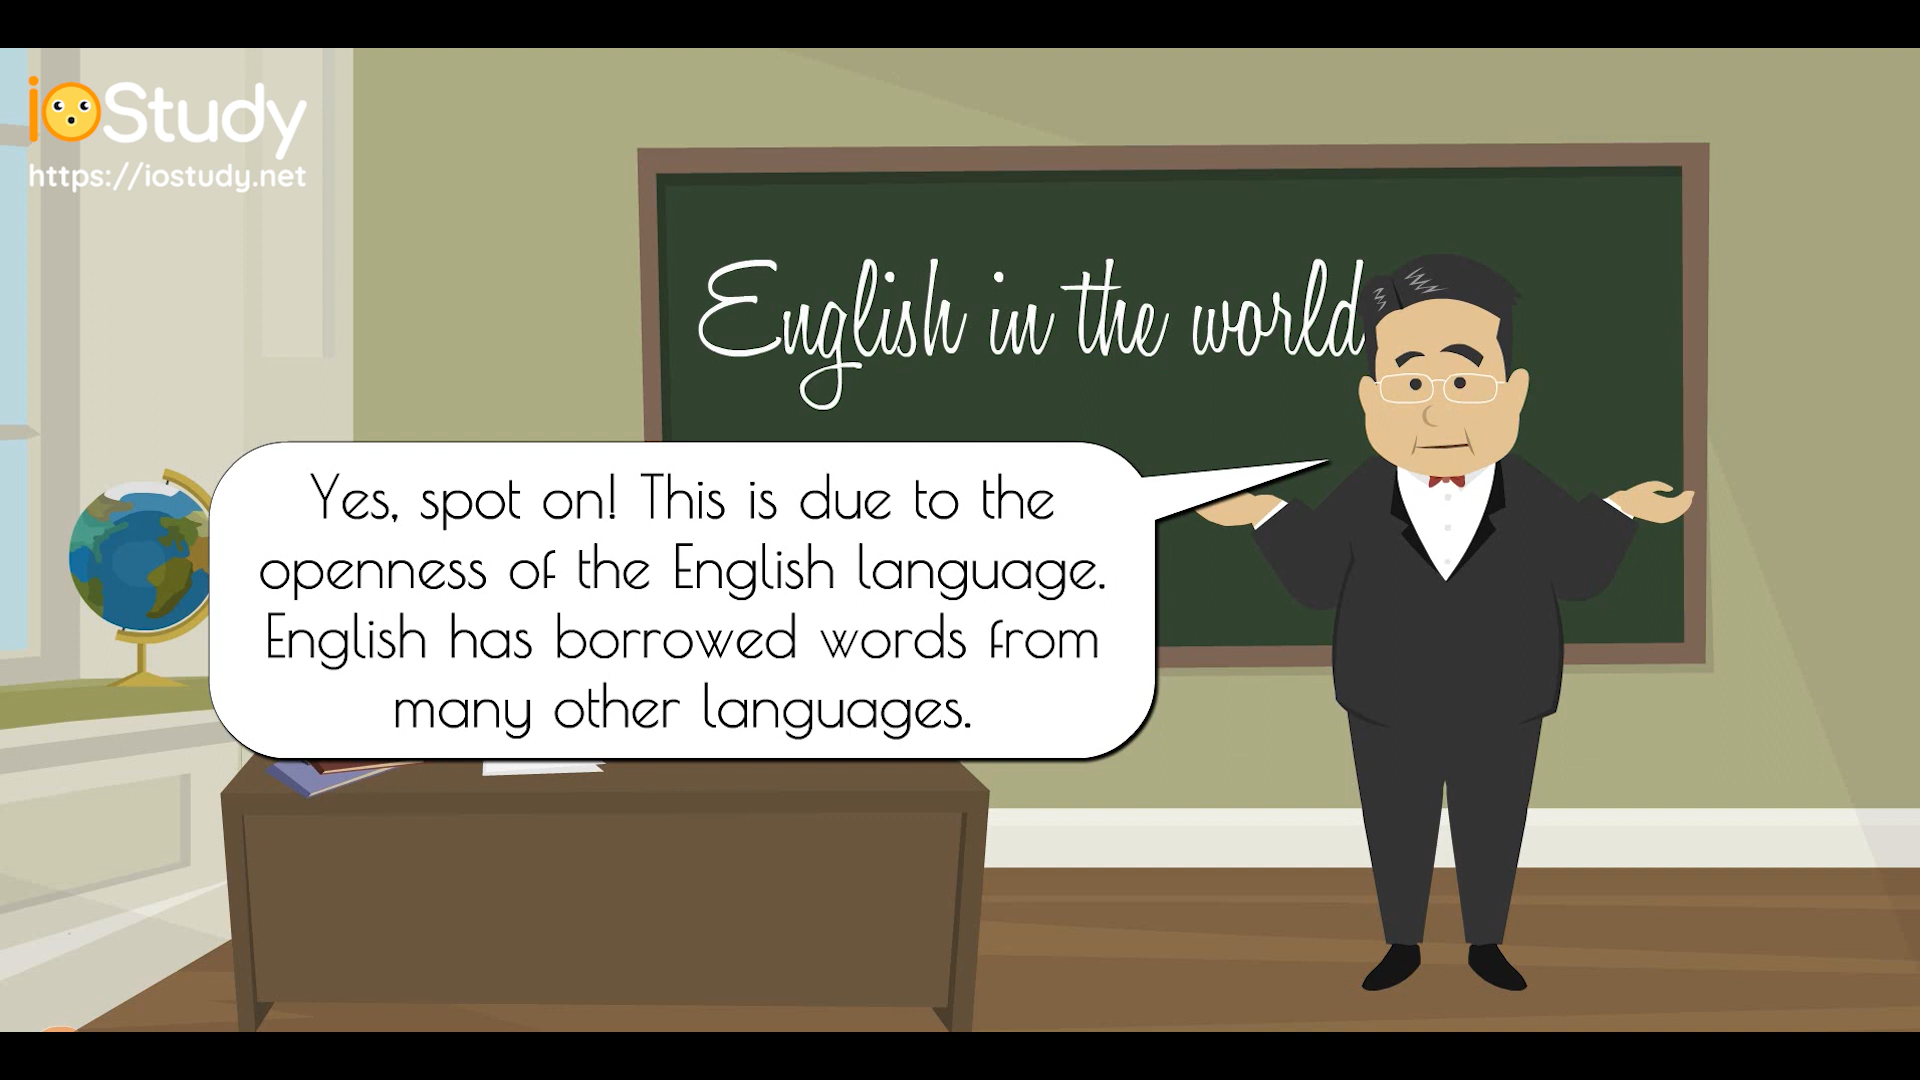 ioStudy
https://iostudy.net
English in the world
Yes, spot on! This is due to the
openness of the English language.
English has borrowed words from
many other languages.